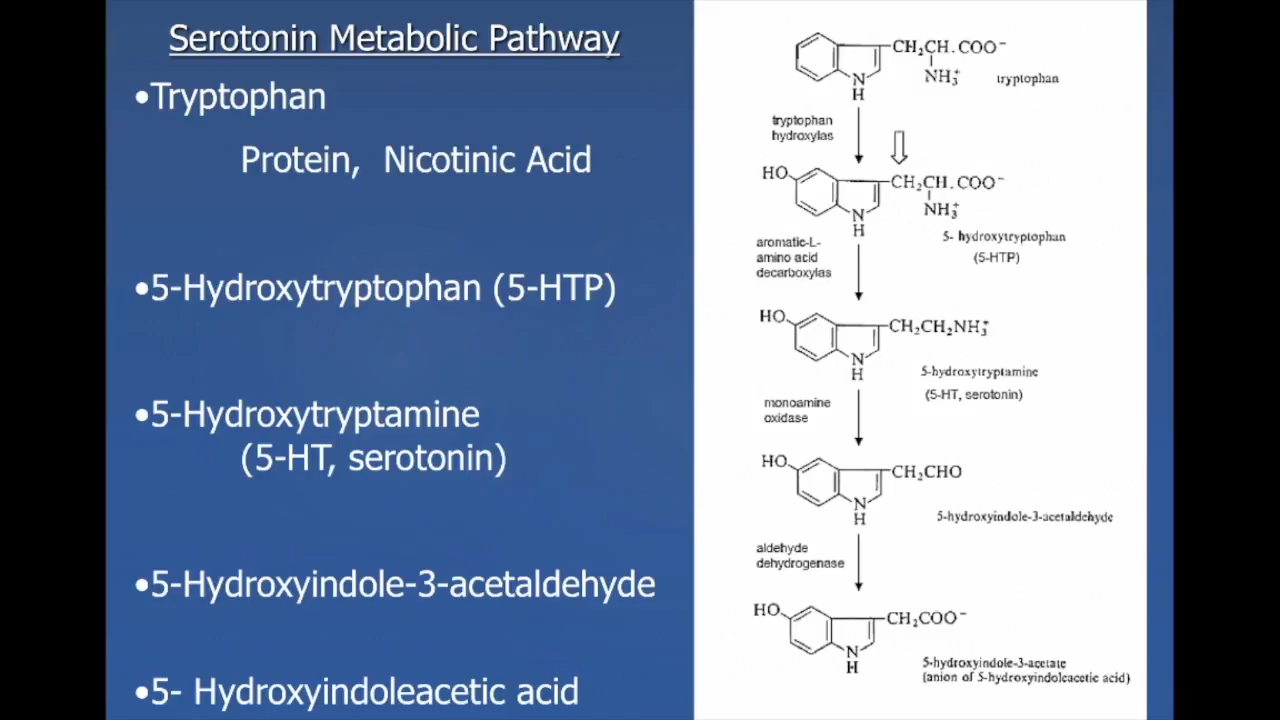 Serotonin Metabolic Pathway
•Tryptophan
Protein, Nicotinic Acid
•5-Hydroxytryptophan (5-HTP)
•5-Hydroxytryptamine
(5-HT, serotonin)
•5-Hydroxyindole-3-acetaldehyde
•5- Hydroxyindoleacetic acid
CH₂CH.COO⁻
NH₃⁺
N
H
tryptophan
tryptophan
hydroxylas
HO
CH₂CH.COO⁻
NH₃⁺
N
H
5- hydroxytryptophan
(5-HTP)
aromatic-L-
amino acid
decarboxylas
HO
CH₂CH₂NH₃⁺
N
H
5-hydroxytryptamine
(5-HT, serotonin)
monoamine
oxidase
HO
CH₂CHO
N
H
5-hydroxyindole-3-acetaldehyde
aldehyde
dehydrogenase
HO
CH₂COO⁻
N
H
5-hydroxyindole-3-acetate
(anion of 5-hydroxyindoleacetic acid)